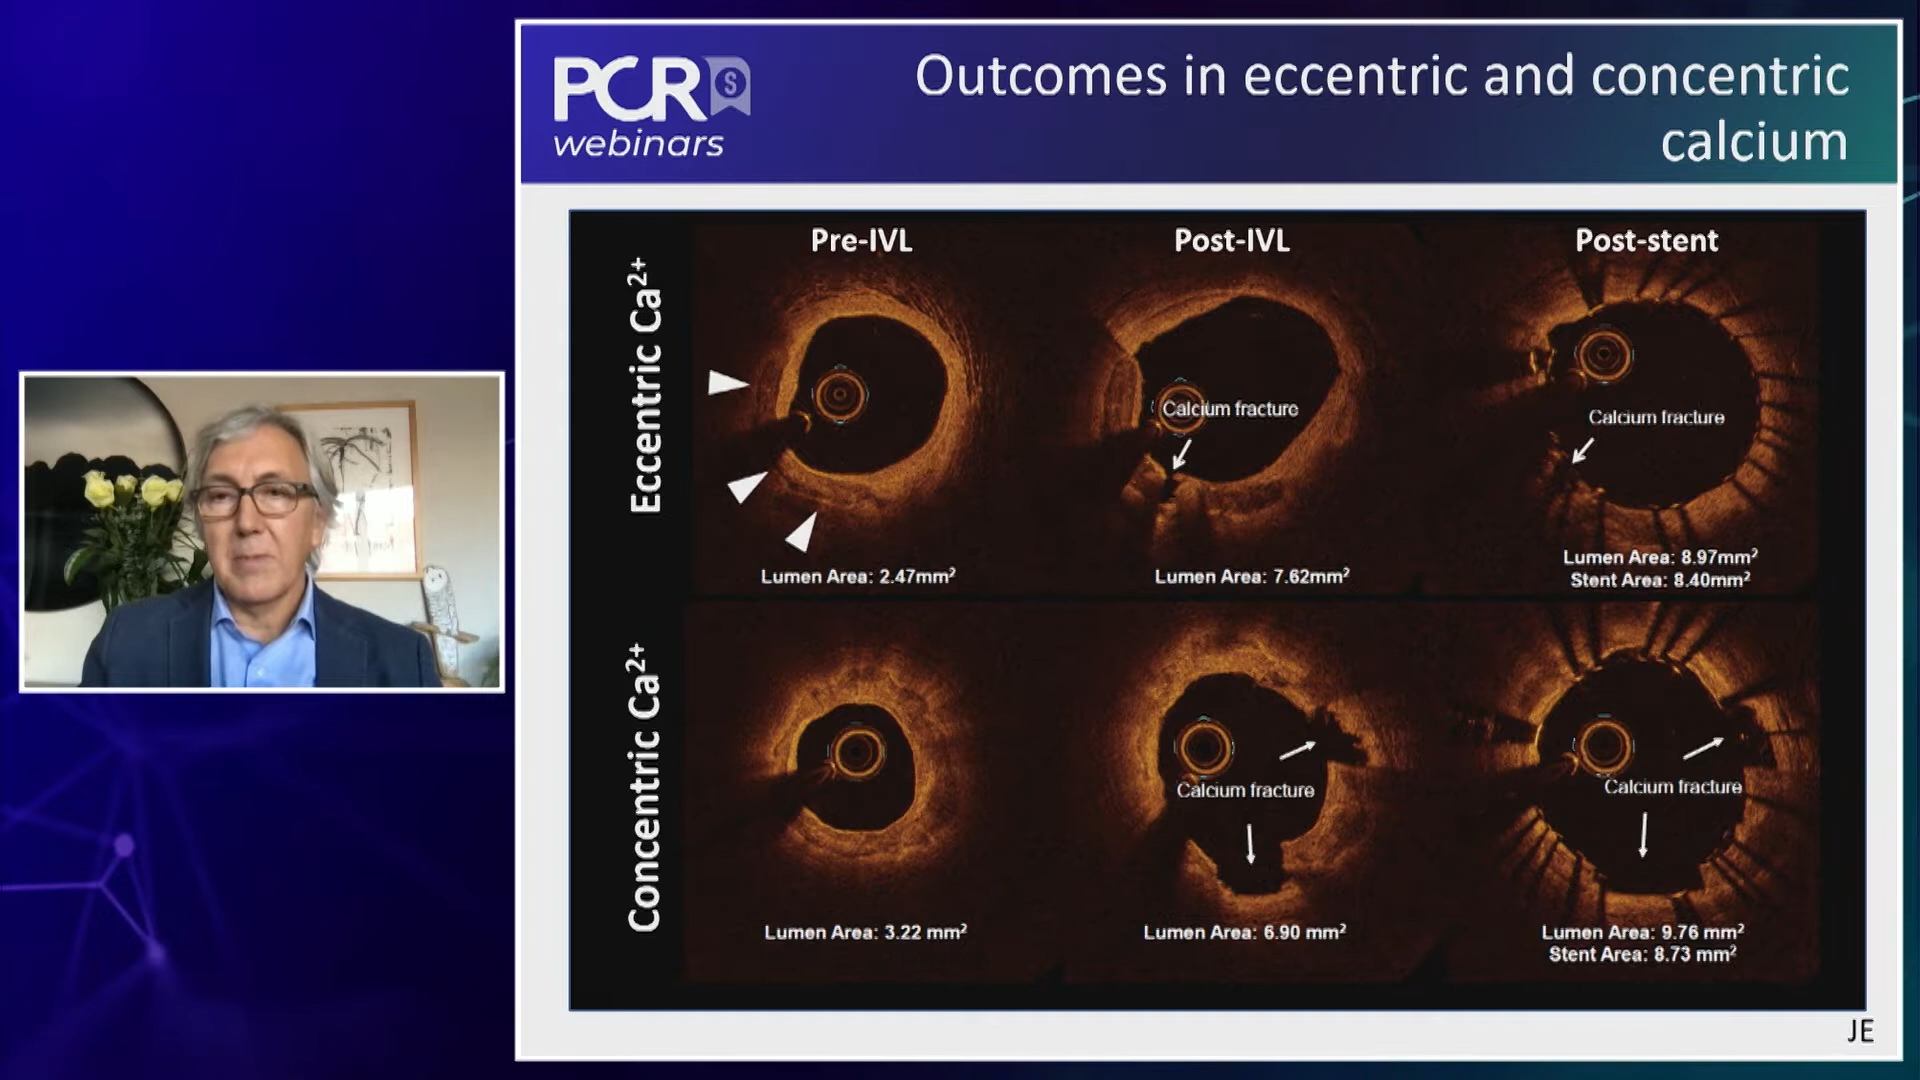 PCR S
webinars
Outcomes in eccentric and concentric
calcium
Pre-IVL
Post-IVL
Post-stent
Eccentric Ca²⁺
Calcium fracture
Calcium fracture
Lumen Area: 2.47mm²
Lumen Area: 7.62mm²
Lumen Area: 8.97mm²
Stent Area: 8.40mm²
Concentric Ca²⁺
Calcium fracture
Calcium fracture
Lumen Area: 3.22 mm²
Lumen Area: 6.90 mm²
Lumen Area: 9.76 mm²
Stent Area: 8.73 mm²
JE